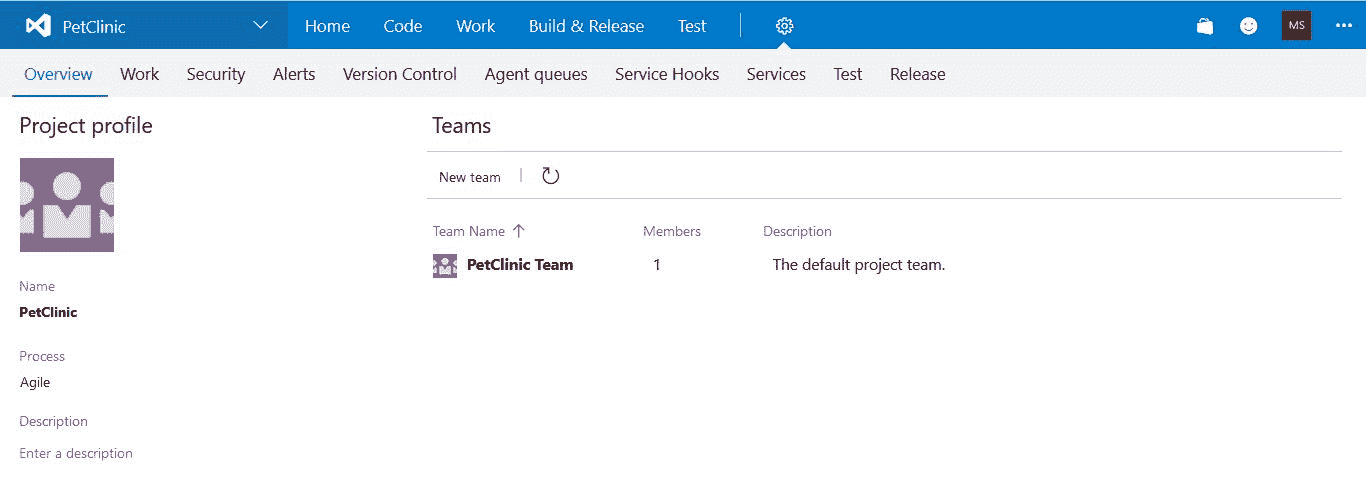 PetClinic Home Code Work Build & Release Test MS
Overview Work Security Alerts Version Control Agent queues Service Hooks Services Test Release
Project profile
Teams
New team
Team Name Members Description
PetClinic Team 1 The default project team.
Name
PetClinic
Process
Agile
Description
Enter a description